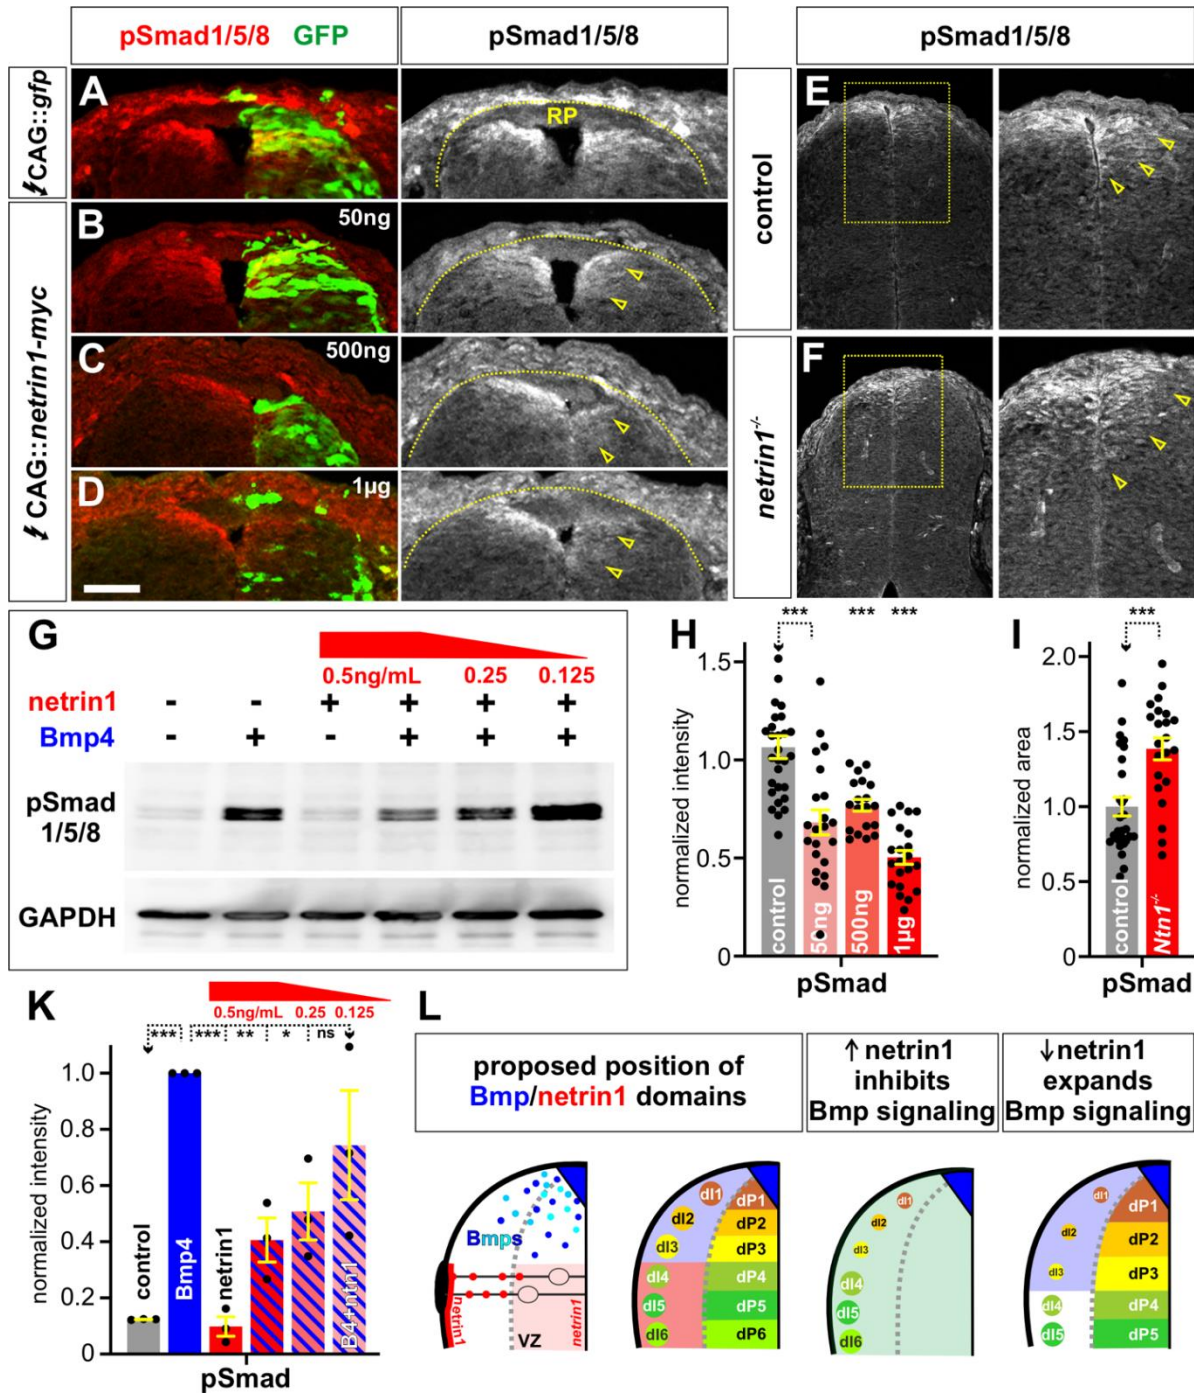 pSmad1/5/8 GFP
pSmad1/5/8
pSmad1/5/8
CAG::gfp
A
RP
CAG::netrin1-myc
B
50ng
C
500ng
D
1µg
control
E
netrin1-/-
F
G
0.5ng/mL 0.25 0.125
netrin1 - - + + + +
Bmp4 - + - + + +
pSmad
1/5/8
GAPDH
H
*** *** ***
normalized intensity
1.5
1.0
0.5
0
control
50ng
500ng
1µg
pSmad
I
***
normalized area
2.0
1.5
1.0
0.5
0
control
Ntn1-/-
pSmad
K
0.5ng/mL 0.25 0.125
*** *** ** * ns
normalized intensity
1.0
0.8
0.6
0.4
0.2
0
control
Bmp4
netrin1
B4+ntn1
pSmad
L
proposed position of
Bmp/netrin1 domains
↑ netrin1
inhibits
Bmp signaling
↓ netrin1
expands
Bmp signaling
Bmps
netrin1
VZ
netrin1
dI1 dP1
dI2 dP2
dI3 dP3
dI4 dP4
dI5 dP5
dI6 dP6
dI1
dI2
dI3
dI4
dI5
dI6
dI1 dP1
dI2 dP2
dI3 dP3
dI4 dP4
dI5 dP5